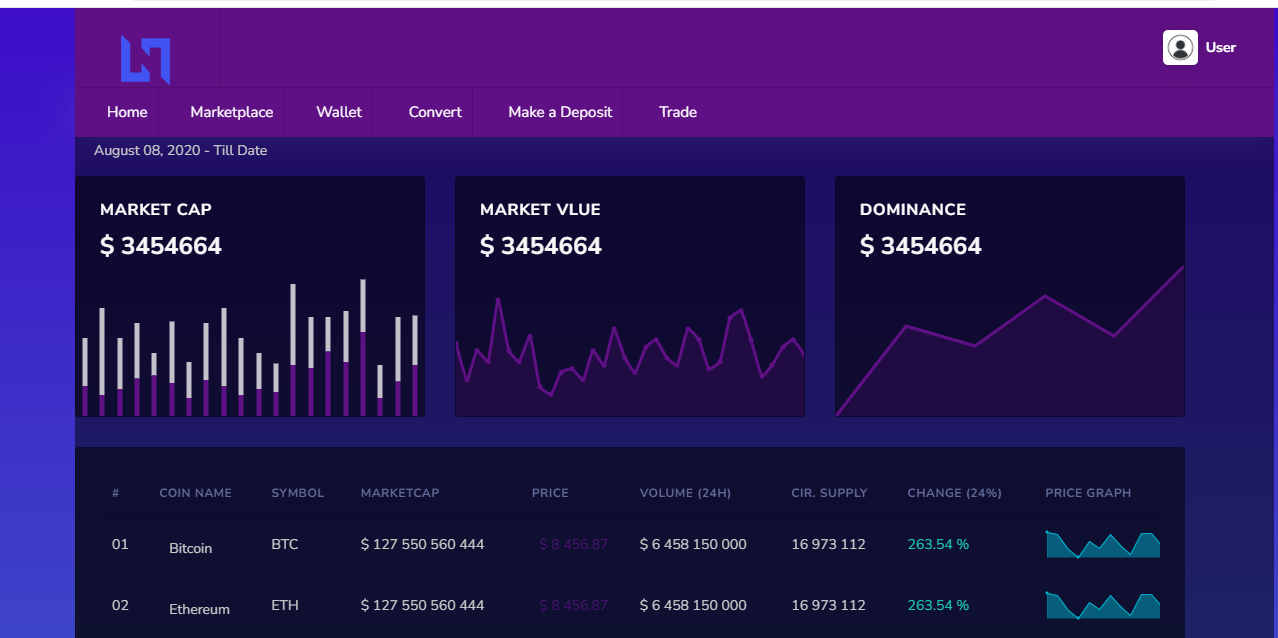 User
Home Marketplace Wallet Convert Make a Deposit Trade
August 08, 2020 - Till Date
MARKET CAP MARKET VLUE DOMINANCE
$ 3454664 $ 3454664 $ 3454664
# COIN NAME SYMBOL MARKETCAP PRICE VOLUME (24H) CIR. SUPPLY CHANGE (24%) PRICE GRAPH
01 Bitcoin BTC $ 127 550 560 444 $ 8 456.87 $ 6 458 150 000 16 973 112 263.54 %
02 Ethereum ETH $ 127 550 560 444 $ 8 456.87 $ 6 458 150 000 16 973 112 263.54 %